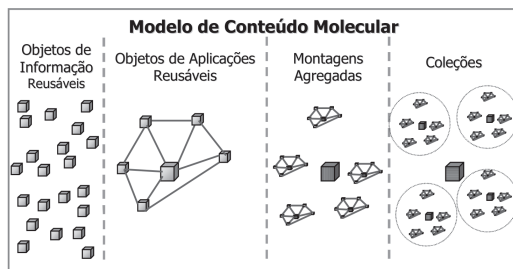 Modelo de Conteúdo Molecular
Objetos de
Informação
Reusáveis
Objetos de Aplicações
Reusáveis
Montagens
Agregadas
Coleções